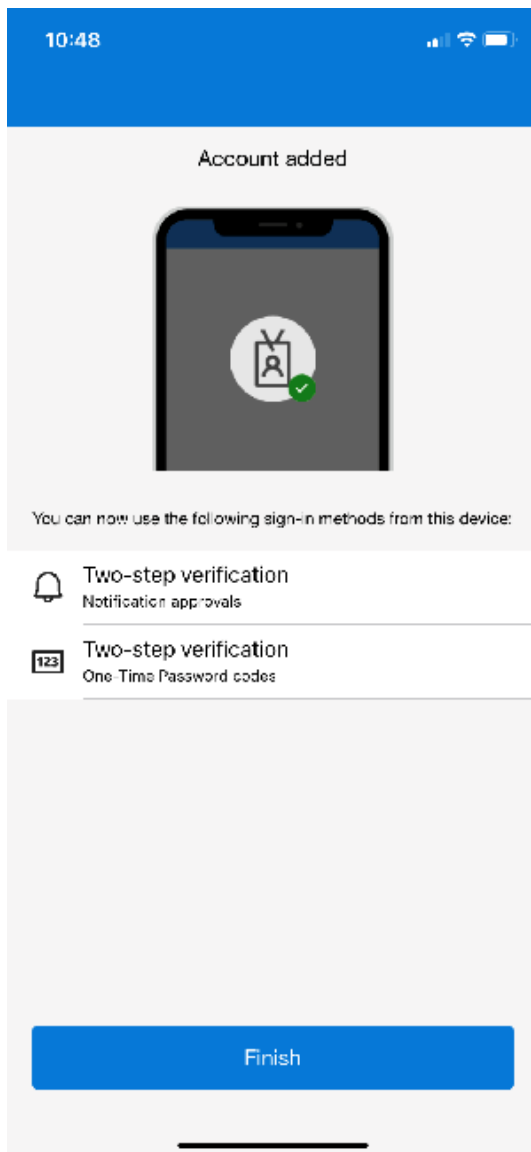 10:48
Account added
You can now use the following sign-in methods from this device:
Two-step verification
Notification approvals
123
Two-step verification
One-Time Password codes
Finish